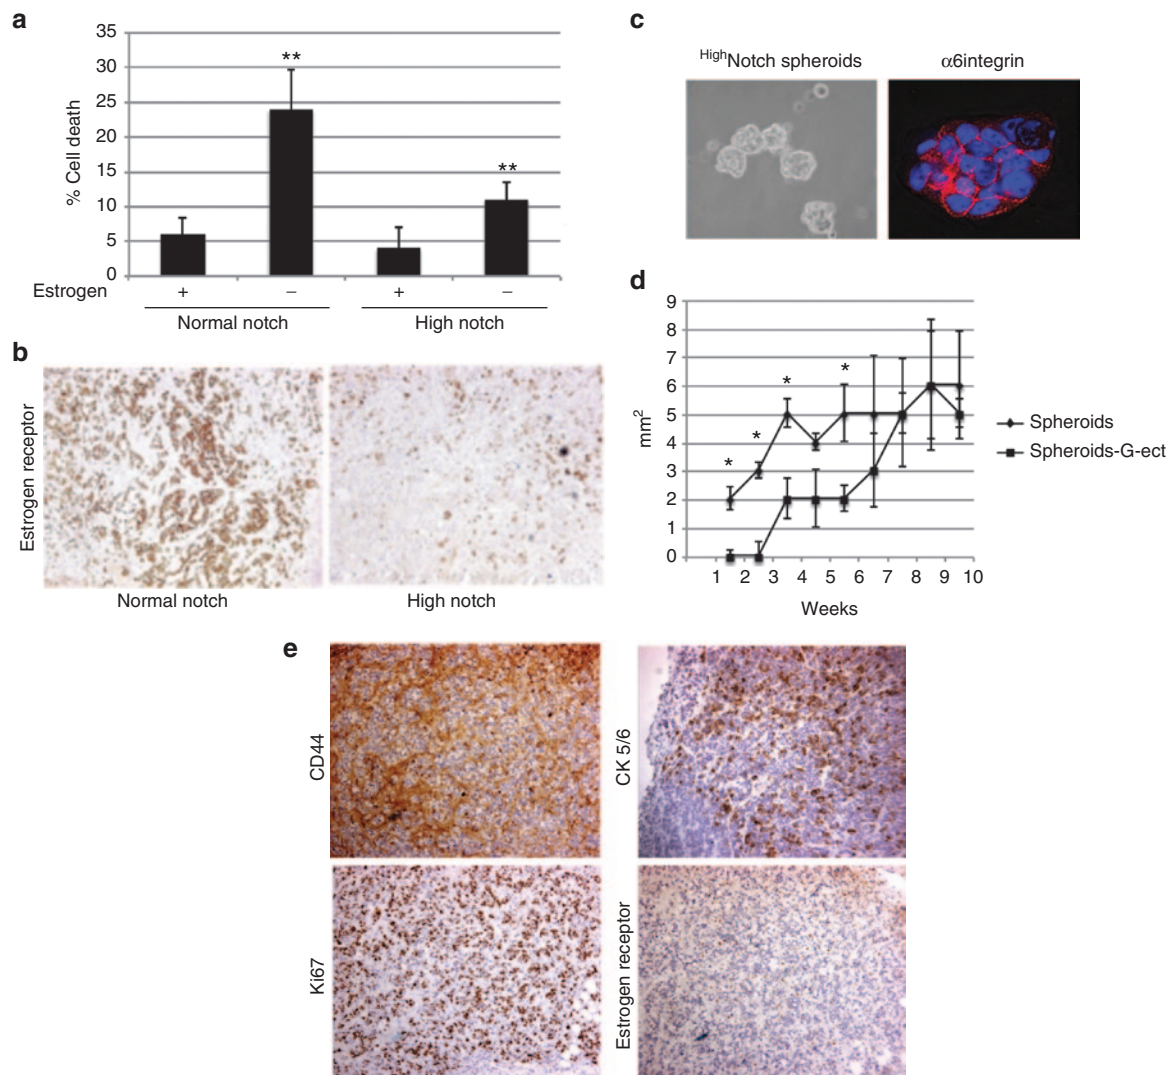 a
35
30
25
20
15
10
5
0
% Cell death
**
**
Estrogen + – + –
Normal notch High notch
b
Estrogen receptor
Normal notch High notch
c
HighNotch spheroids α6integrin
d
9
8
7
6
5
4
3
2
1
0
mm2
* * * *
1 2 3 4 5 6 7 8 9 10
Weeks
Spheroids
Spheroids-G-ect
e
CD44
CK 5/6
Ki67
Estrogen receptor